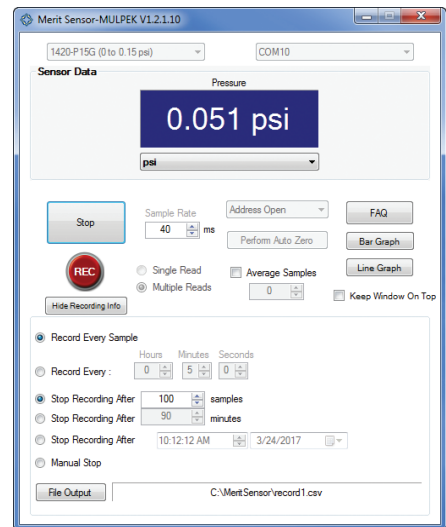 Merit Sensor-MULPEK V1.2.1.10
1420-P15G (0 to 0.15 psi) COM10
Sensor Data
Pressure
0.051 psi
psi
Stop
Sample Rate
40 ms
Address Open
Perform Auto Zero
FAQ
Bar Graph
Line Graph
REC
Single Read
Multiple Reads
Average Samples
0
Keep Window On Top
Hide Recording Info
Record Every Sample
Hours Minutes Seconds
Record Every : 0 5 0
Stop Recording After 100 samples
Stop Recording After 90 minutes
Stop Recording After 10:12:12 AM 3/24/2017
Manual Stop
File Output C:\MeritSensor\record1.csv